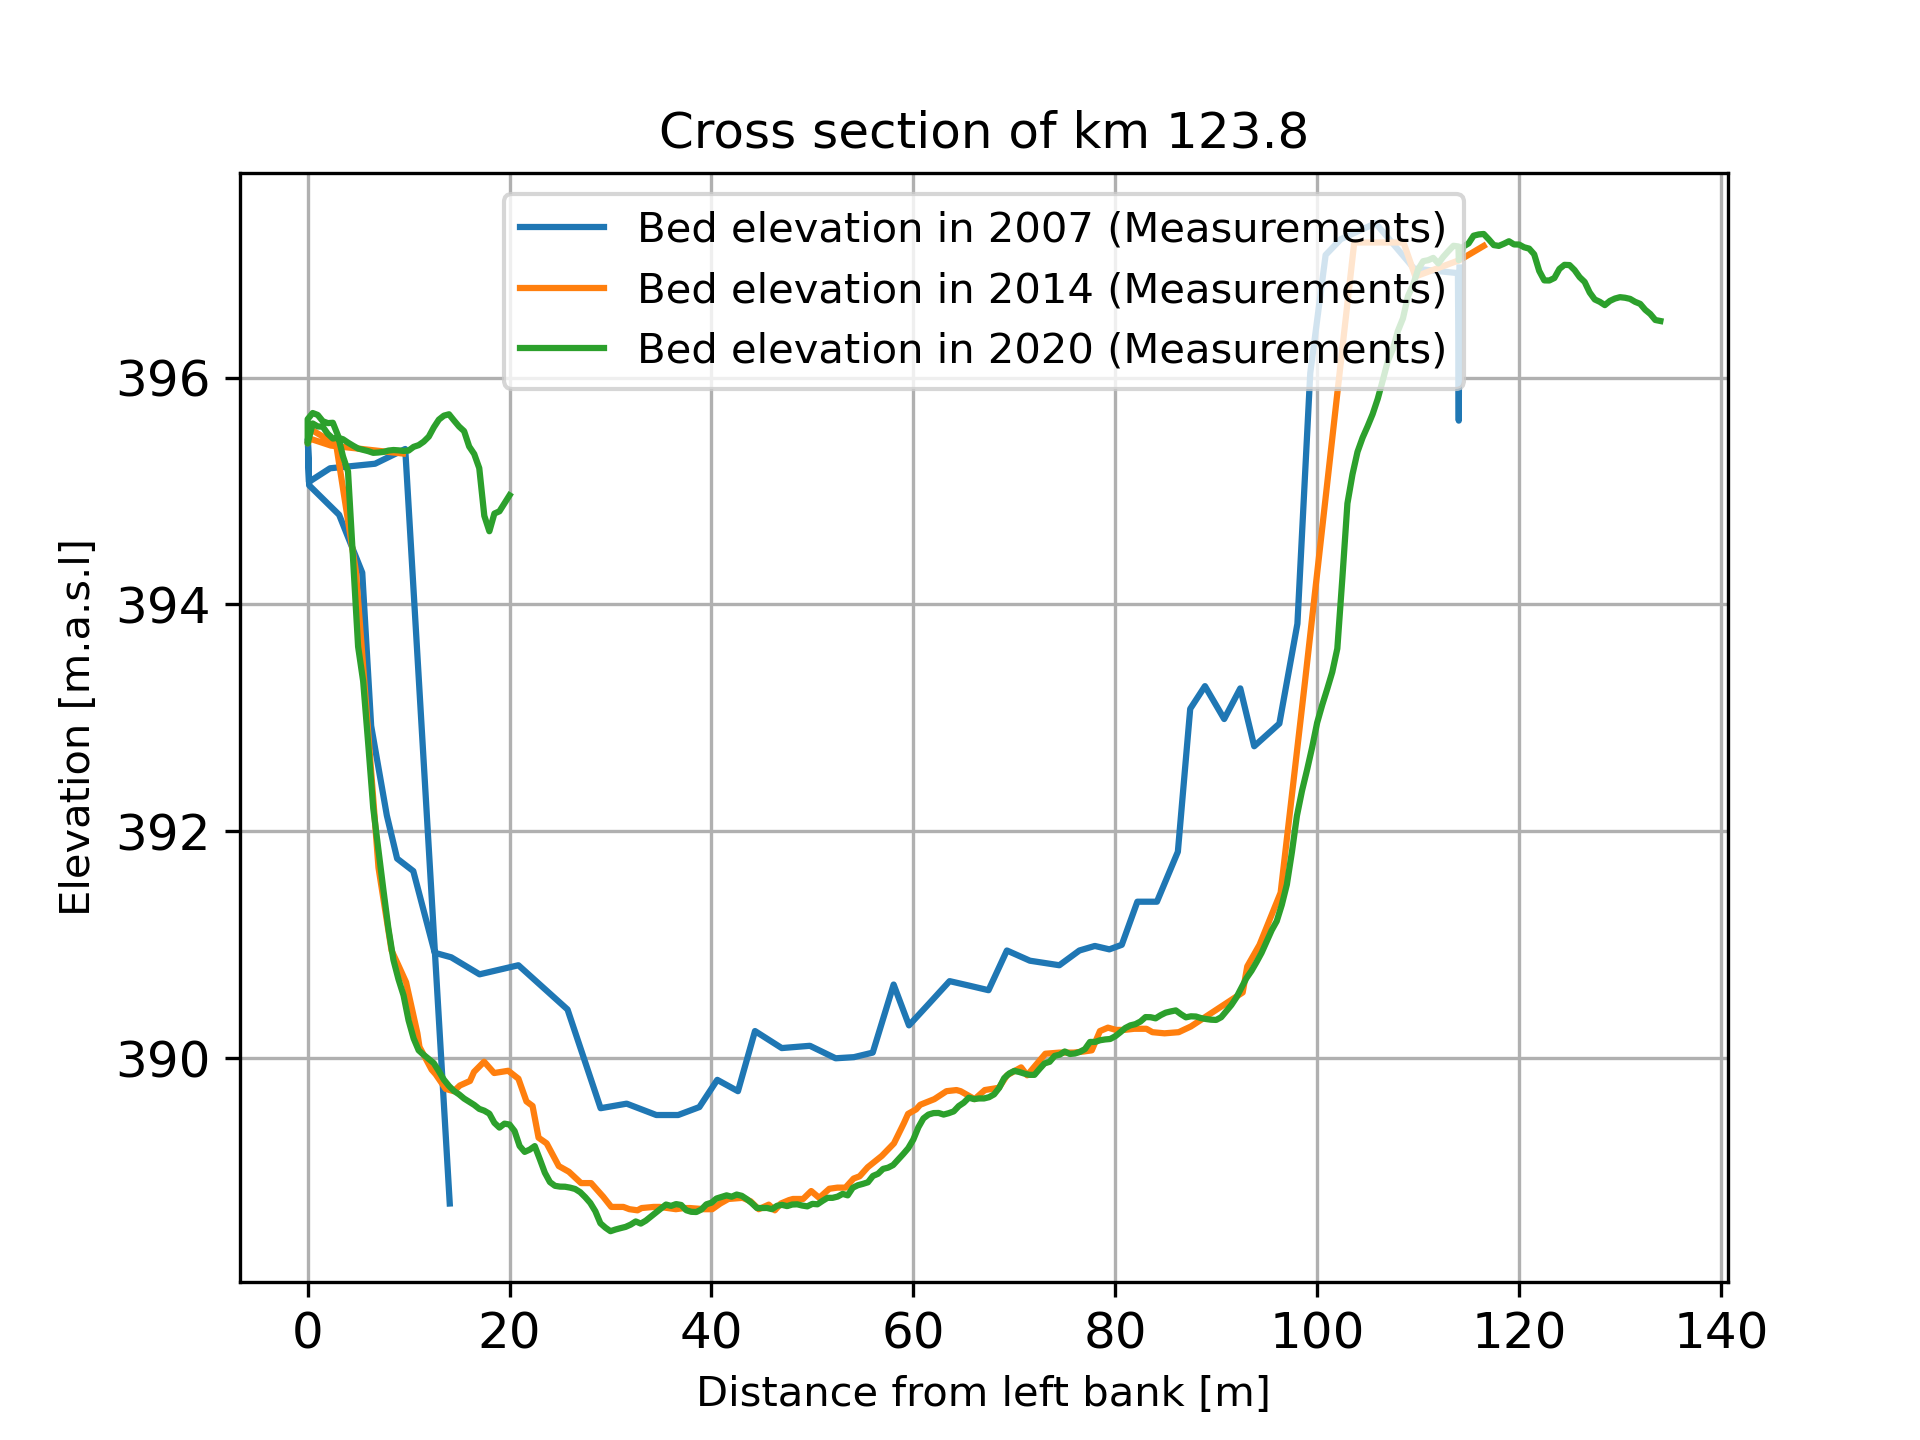 Cross section of km 123.8
Bed elevation in 2007 (Measurements)
Bed elevation in 2014 (Measurements)
Bed elevation in 2020 (Measurements)
396
394
392
390
Elevation [m.a.s.l]
0 20 40 60 80 100 120 140
Distance from left bank [m]